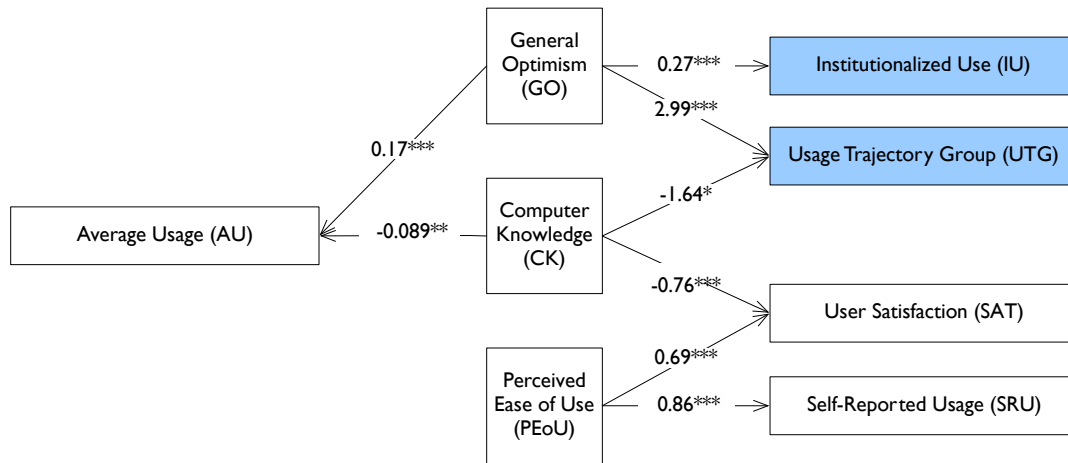 General
Optimism
(GO)
0.27***
Institutionalized Use (IU)
2.99***
Usage Trajectory Group (UTG)
0.17***
-1.64*
Average Usage (AU)
-0.089**
Computer
Knowledge
(CK)
-0.76***
User Satisfaction (SAT)
0.69***
Perceived
Ease of Use
(PEoU)
0.86***
Self-Reported Usage (SRU)